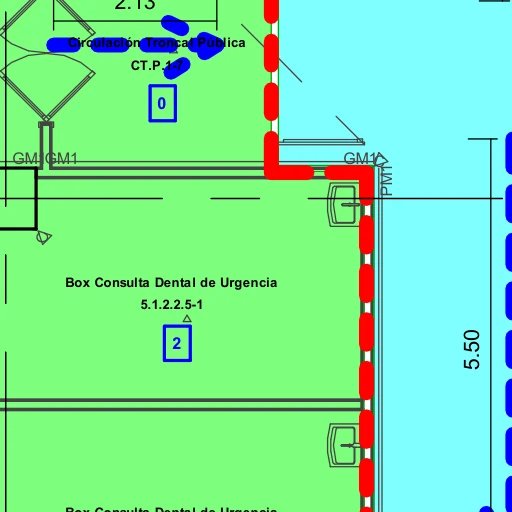 2.13
Circulación Troncal Pública
CT.P.1-7
0
GM1
GM1
GM1
PM1
Box Consulta Dental de Urgencia
5.1.2.2.5-1
2
5.50
Box Consulta Dental de Urgencia